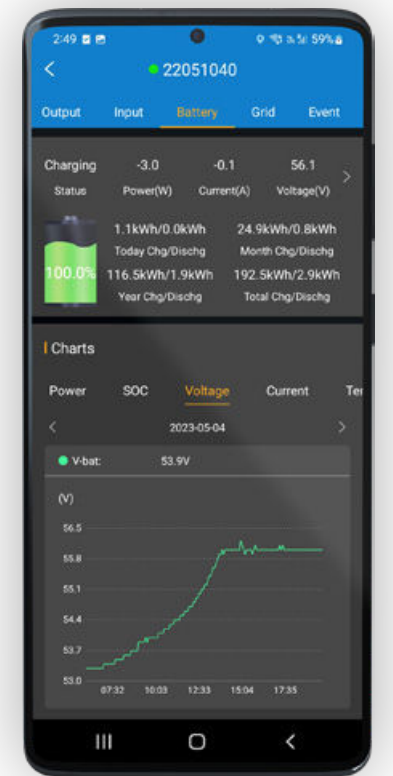 2:49 59%
22051040
Output Input Battery Grid Event
Charging -3.0 -0.1 56.1
Status Power(W) Current(A) Voltage(V)
1.1kWh/0.0kWh 24.9kWh/0.8kWh
Today Chg/Dischg Month Chg/Dischg
100.0% 116.5kWh/1.9kWh 192.5kWh/2.9kWh
Year Chg/Dischg Total Chg/Dischg
Charts
Power SOC Voltage Current Ter
2023-05-04
V-bat: 53.9V
(V)
56.5
55.8
55.1
54.4
53.7
53.0
07:32 10:03 12:33 15:04 17:35